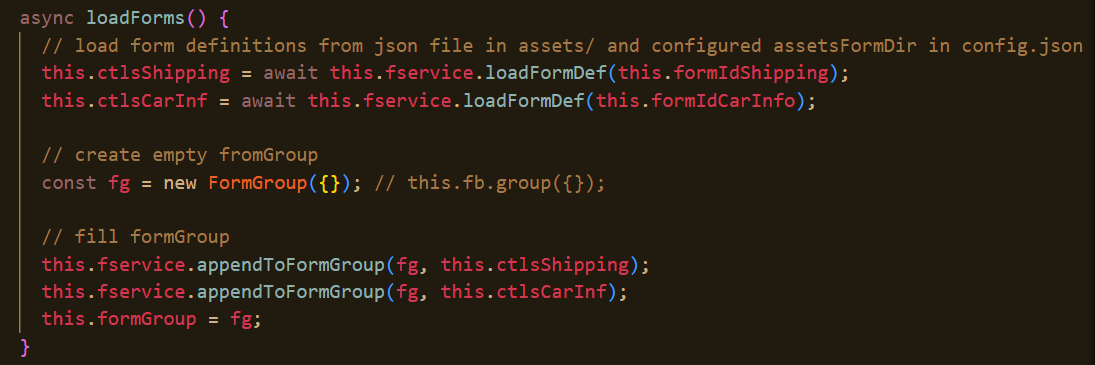 async loadForms() {
// load form definitions from json file in assets/ and configured assetsFormDir in config.json
this.ctlsShipping = await this.fservice.loadFormDef(this.formIdShipping);
this.ctlsCarInf = await this.fservice.loadFormDef(this.formIdCarInfo);
// create empty fromGroup
const fg = new FormGroup({}); // this.fb.group({});
// fill formGroup
this.fservice.appendToFormGroup(fg, this.ctlsShipping);
this.fservice.appendToFormGroup(fg, this.ctlsCarInf);
this.formGroup = fg;
}